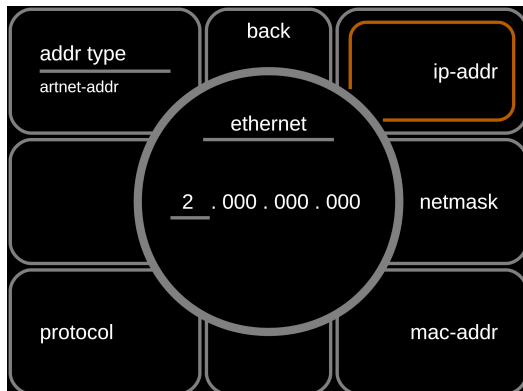 back
addr type
artnet-addr
ip-addr
ethernet
2 . 000 . 000 . 000
netmask
protocol
mac-addr